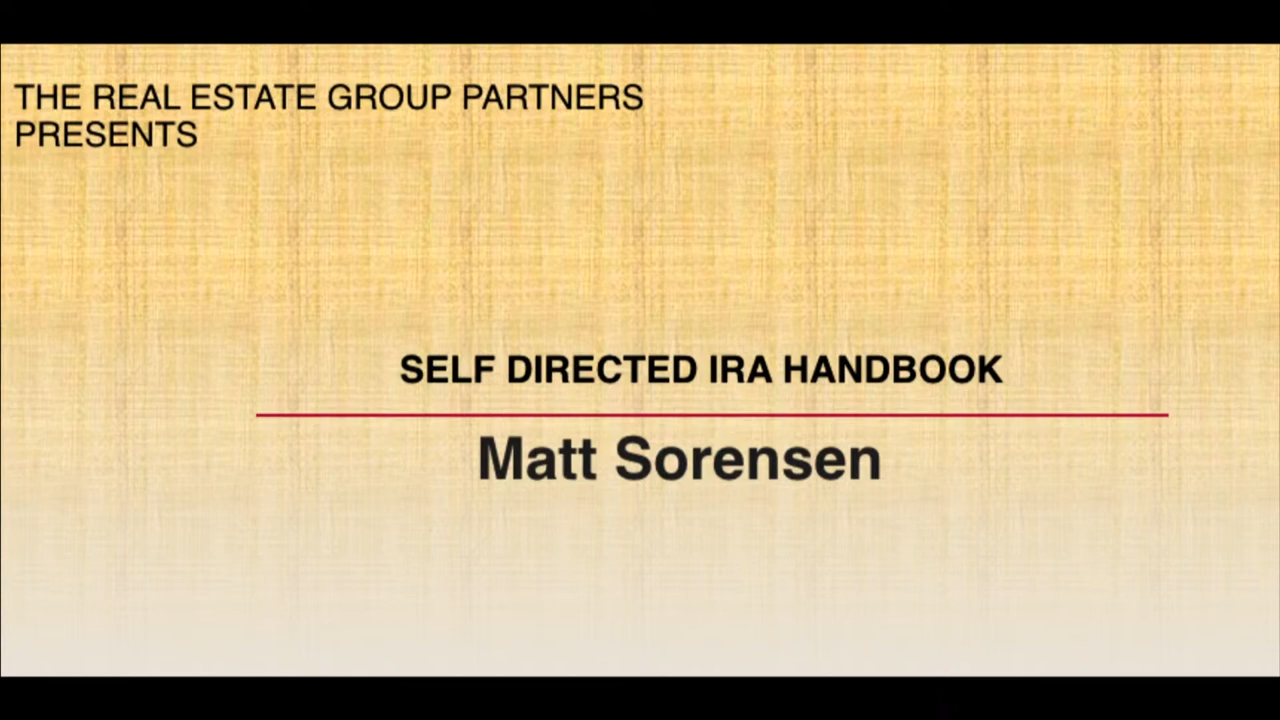 THE REAL ESTATE GROUP PARTNERS
PRESENTS
SELF DIRECTED IRA HANDBOOK
Matt Sorensen